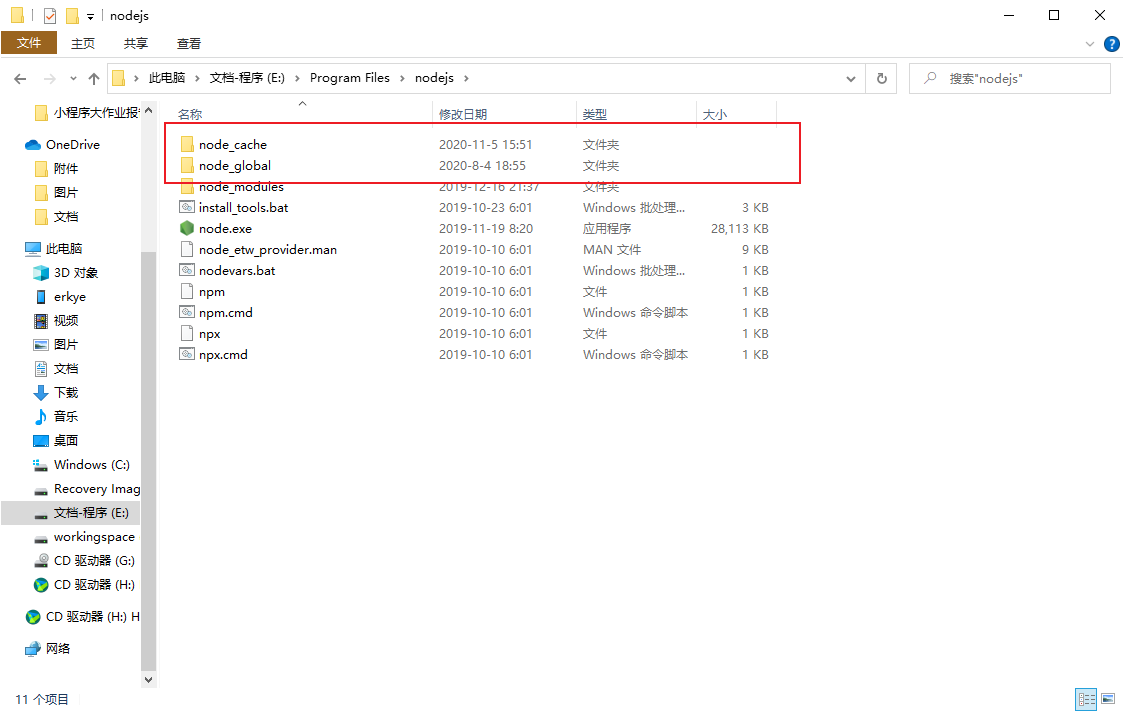 nodejs
文件 主页 共享 查看
此电脑 文档-程序 (E:) Program Files nodejs
搜索"nodejs"
小程序大作业报
OneDrive
附件
图片
文档
此电脑
3D 对象
erkye
视频
图片
文档
下载
音乐
桌面
Windows (C:)
Recovery Imag
文档-程序 (E:)
workingspace
CD 驱动器 (G:)
CD 驱动器 (H:)
CD 驱动器 (H:) H
网络
名称 修改日期 类型 大小
node_cache 2020-11-5 15:51 文件夹
node_global 2020-8-4 18:55 文件夹
node_modules 2019-12-16 21:37 文件夹
install_tools.bat 2019-10-23 6:01 Windows 批处理... 3 KB
node.exe 2019-11-19 8:20 应用程序 28,113 KB
node_etw_provider.man 2019-10-10 6:01 MAN 文件 9 KB
nodevars.bat 2019-10-10 6:01 Windows 批处理... 1 KB
npm 2019-10-10 6:01 文件 1 KB
npm.cmd 2019-10-10 6:01 Windows 命令脚本 1 KB
npx 2019-10-10 6:01 文件 1 KB
npx.cmd 2019-10-10 6:01 Windows 命令脚本 1 KB
11 个项目